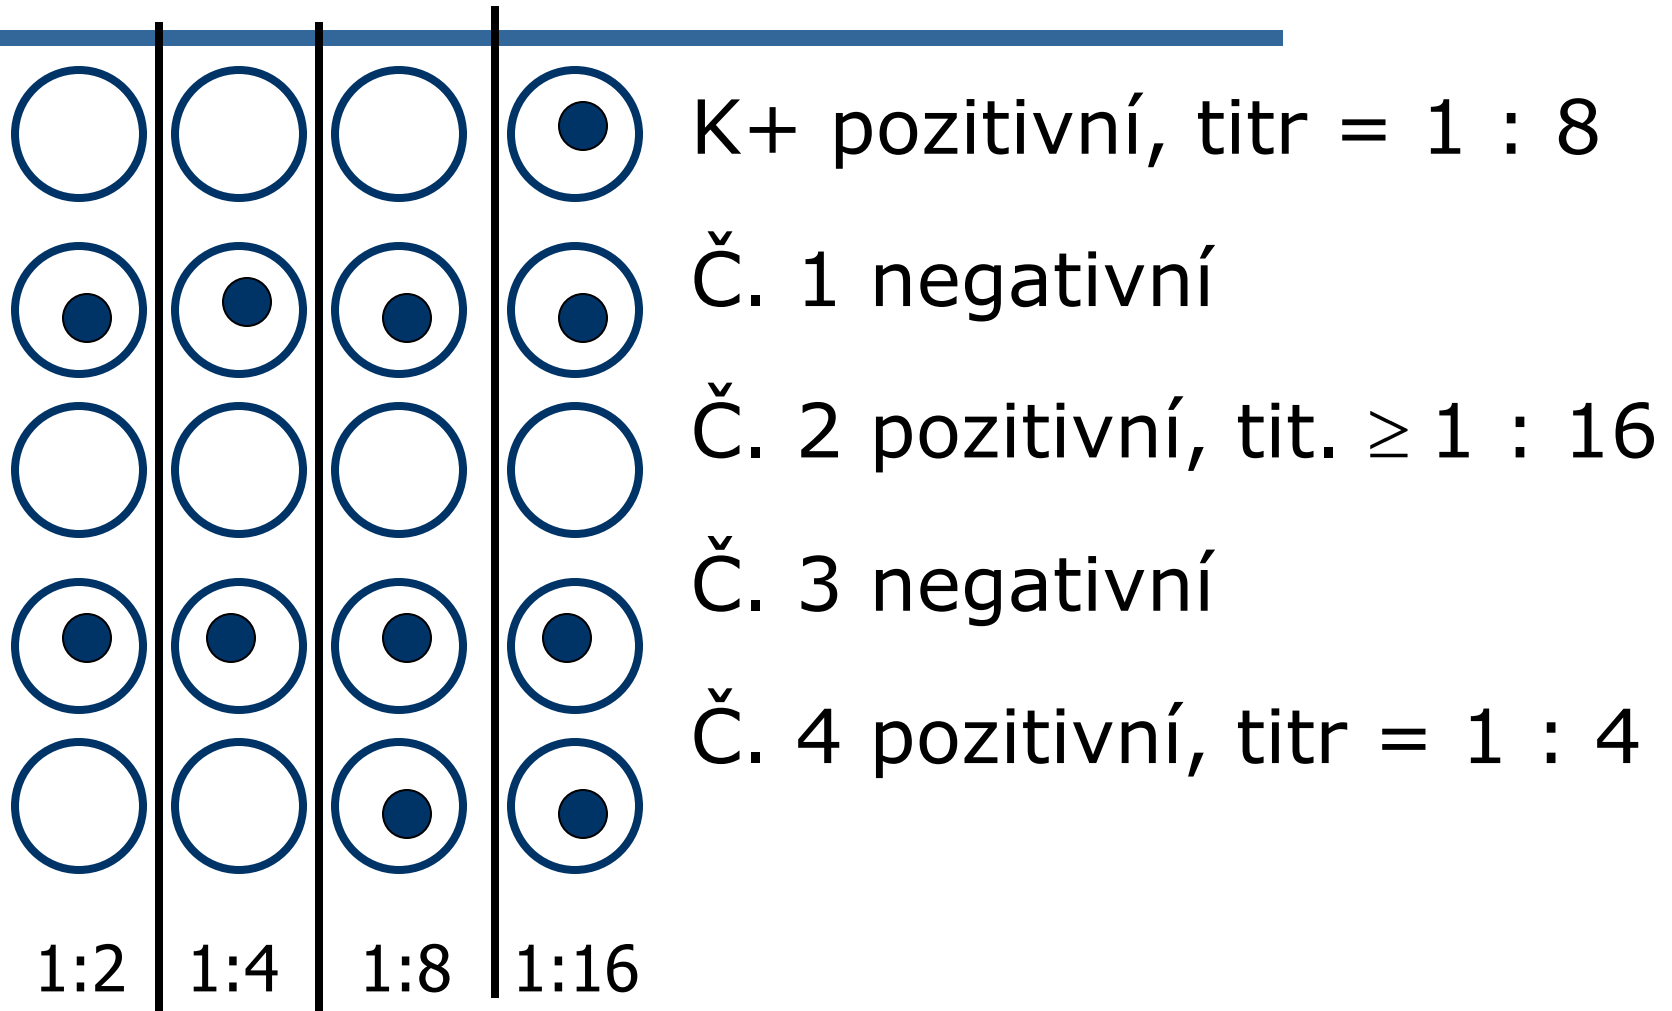 K+ pozitivní, titr = 1 : 8
Č. 1 negativní
Č. 2 pozitivní, tit. ≥ 1 : 16
Č. 3 negativní
Č. 4 pozitivní, titr = 1 : 4
1:2 1:4 1:8 1:16